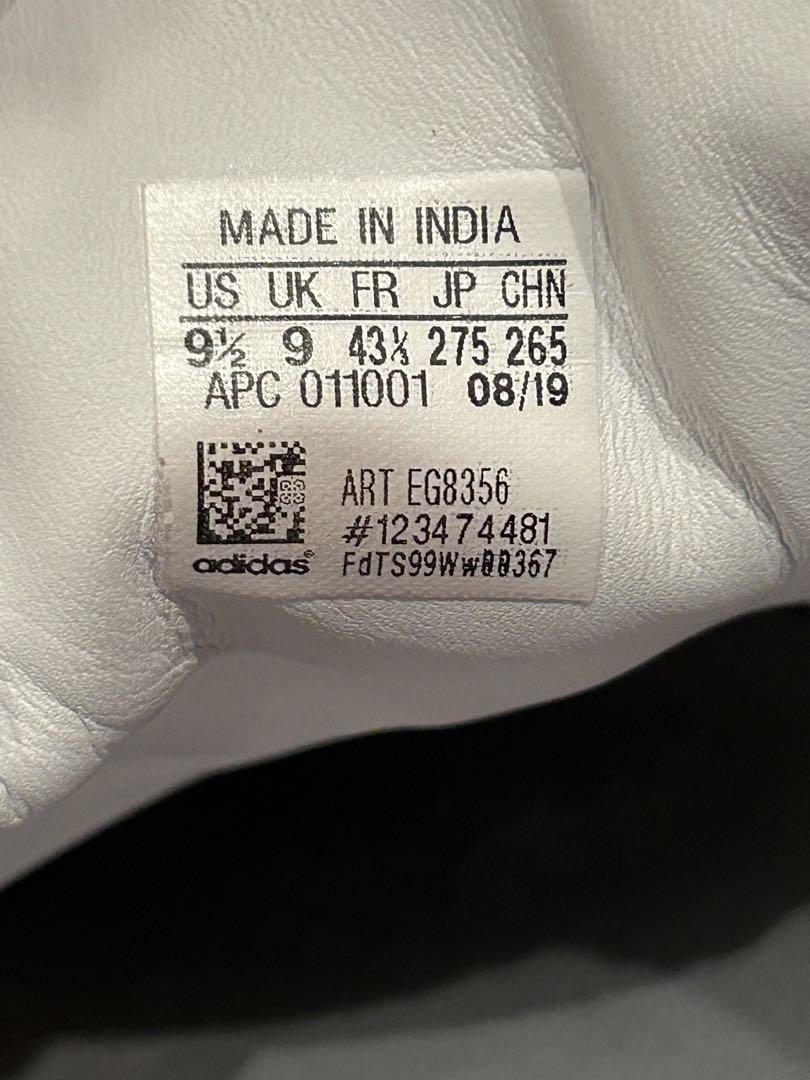 MADE IN INDIA
US UK FR JP CHN
9½ 9 43⅓ 275 265
APC 011001 08/19
ART EG8356
#123474481
adidas®